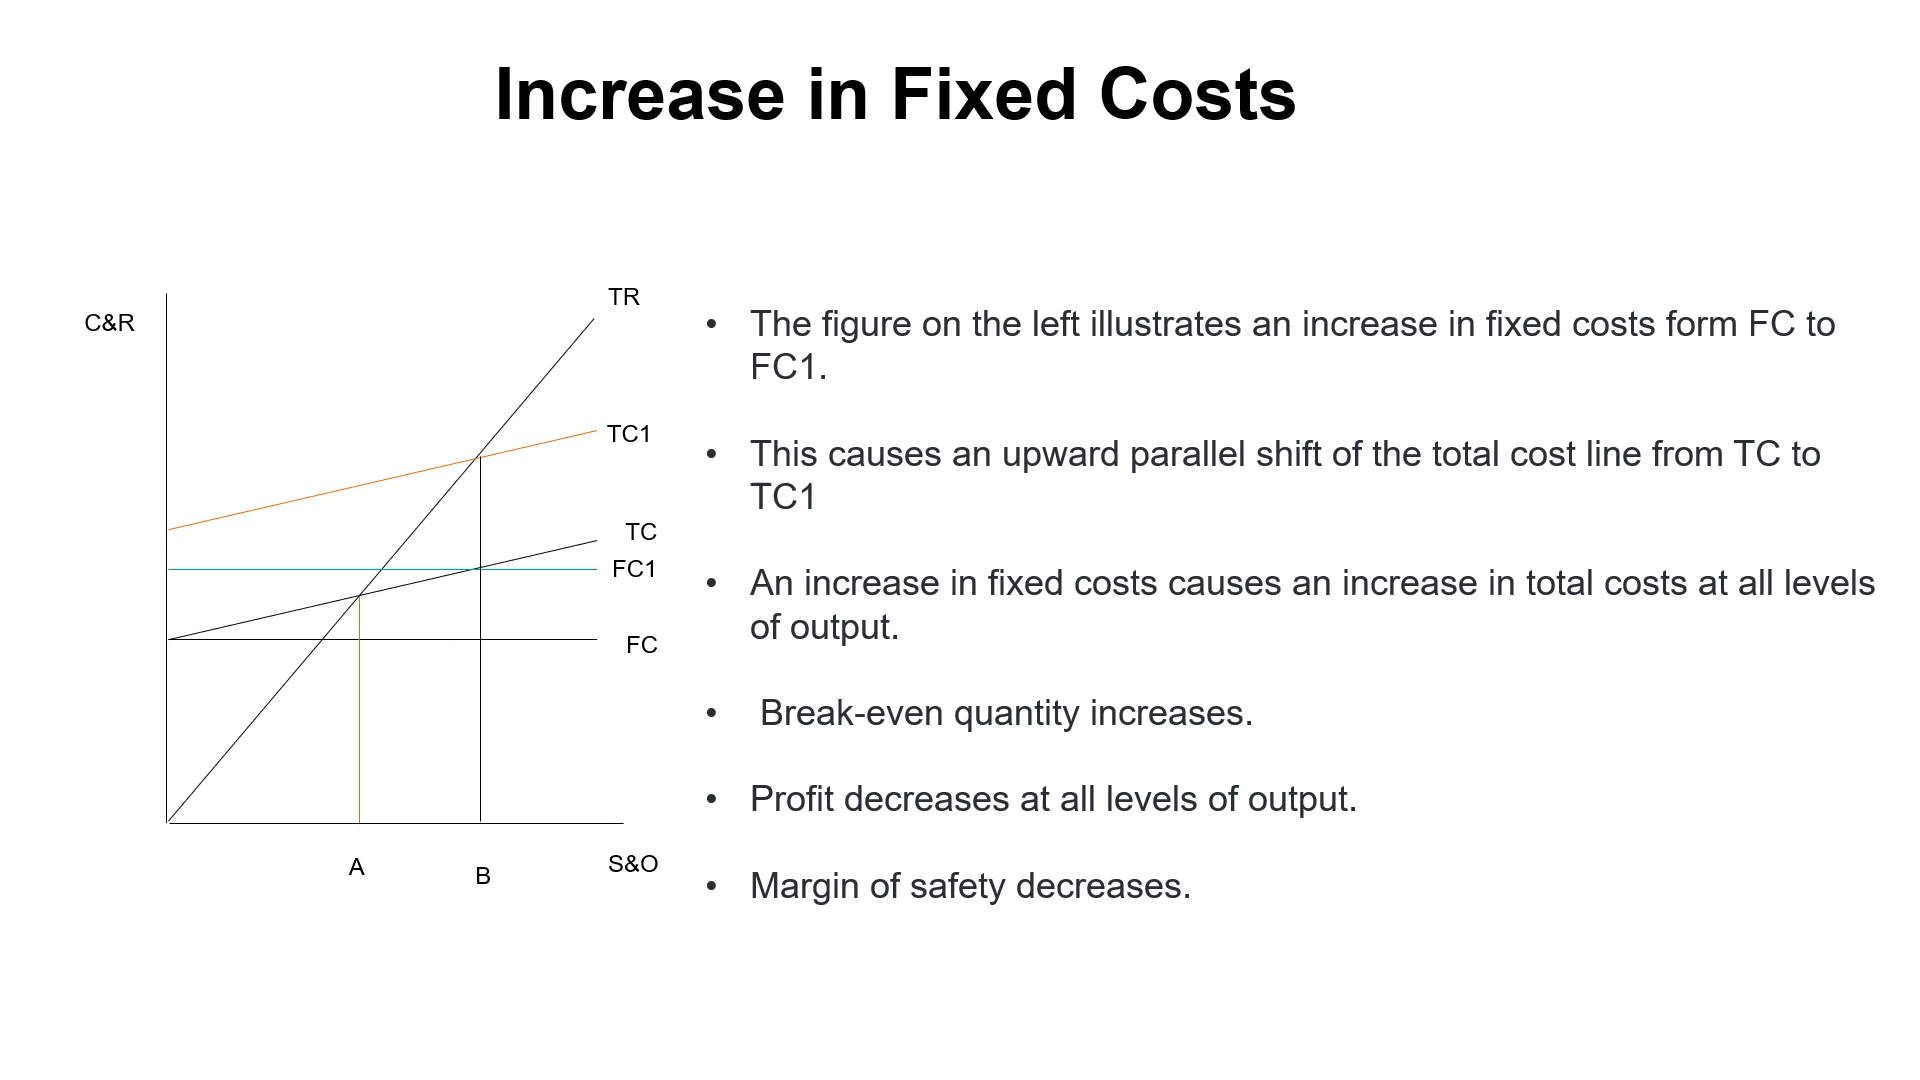 Increase in Fixed Costs
C&R
TR
TC1
TC
FC1
FC
A
B
S&O
• The figure on the left illustrates an increase in fixed costs form FC to
FC1.
• This causes an upward parallel shift of the total cost line from TC to
TC1
• An increase in fixed costs causes an increase in total costs at all levels
of output.
• Break-even quantity increases.
• Profit decreases at all levels of output.
• Margin of safety decreases.